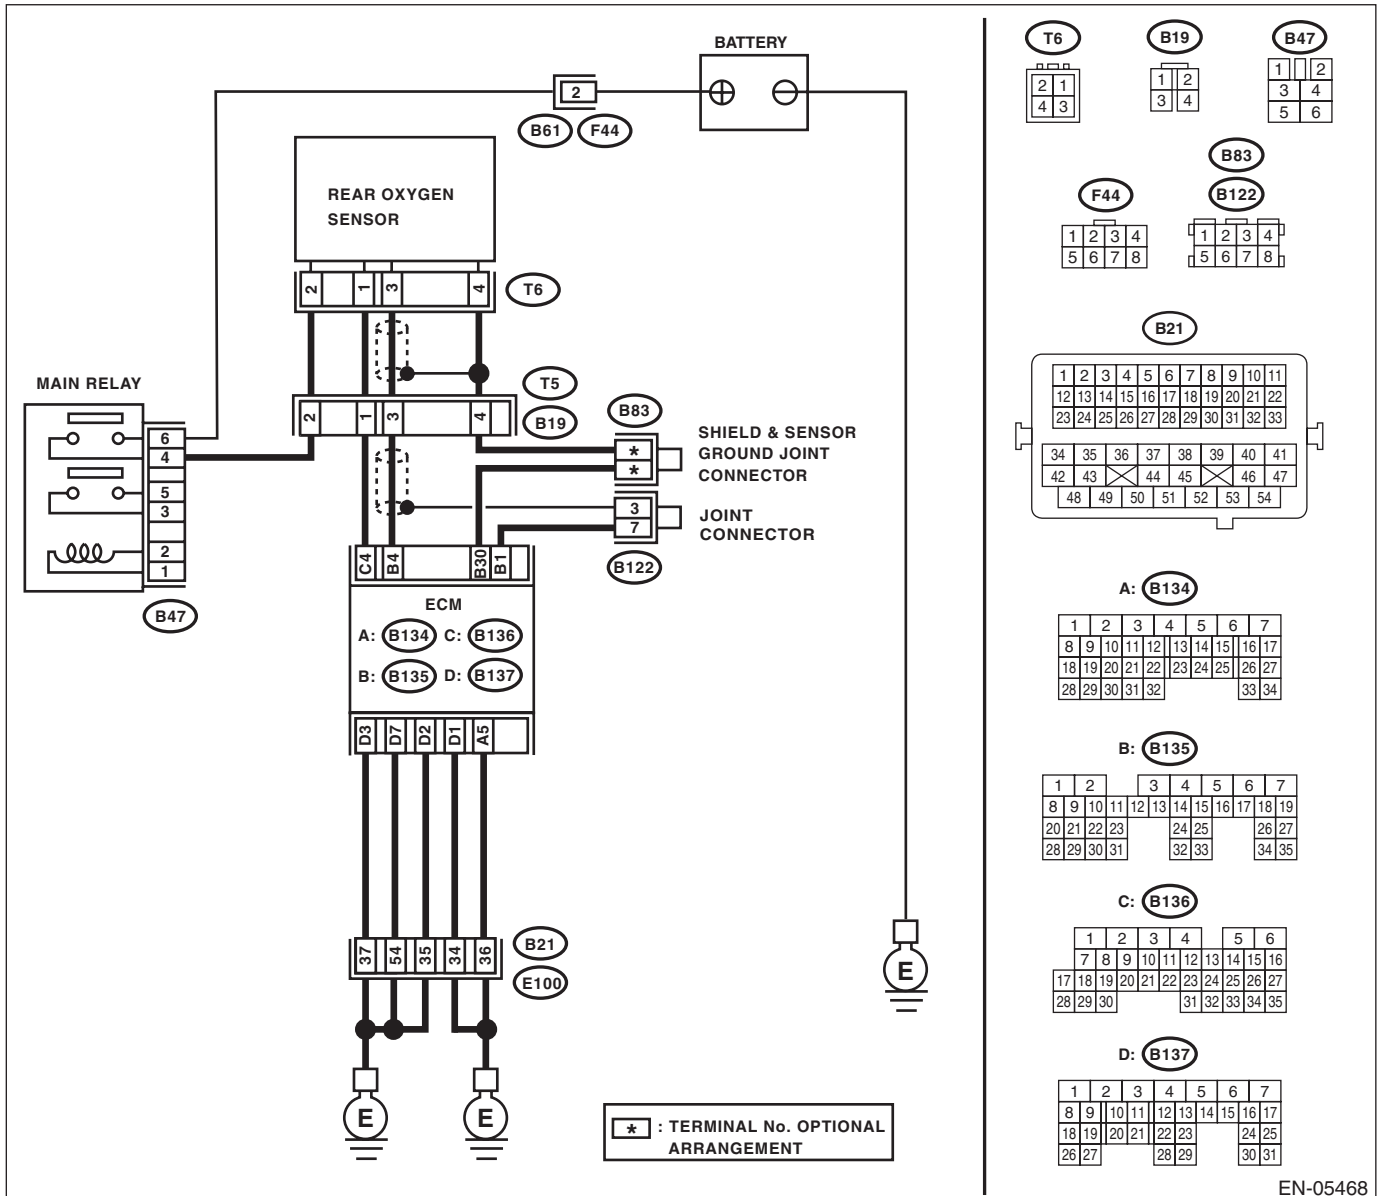 BATTERY
2
B61 F44
REAR OXYGEN
SENSOR
2 1 3 4
T6
MAIN RELAY
T5
2 1 3 4
B19
B83
6
4
5
3
2
1
B47
*
*
SHIELD & SENSOR
GROUND JOINT
CONNECTOR
3
7
JOINT
CONNECTOR
B122
C4 B4 B30 B1
ECM
A: B134 C: B136
B: B135 D: B137
D3 D7 D2 D1 A5
37 54 35 34 36
B21
E100
E
E E
* : TERMINAL No. OPTIONAL
ARRANGEMENT
T6
2 1
4 3
B19
1 2
3 4
B47
1 2
3 4
5 6
F44
1 2 3 4
5 6 7 8
B83
B122
1 2 3 4
5 6 7 8
B21
1 2 3 4 5 6 7 8 9 10 11
12 13 14 15 16 17 18 19 20 21 22
23 24 25 26 27 28 29 30 31 32 33
34 35 36 37 38 39 40 41
42 43 44 45 46 47
48 49 50 51 52 53 54
A: B134
1 2 3 4 5 6 7
8 9 10 11 12 13 14 15 16 17
18 19 20 21 22 23 24 25 26 27
28 29 30 31 32 33 34
B: B135
1 2 3 4 5 6 7
8 9 10 11 12 13 14 15 16 17 18 19
20 21 22 23 24 25 26 27
28 29 30 31 32 33 34 35
C: B136
1 2 3 4 5 6
7 8 9 10 11 12 13 14 15 16
17 18 19 20 21 22 23 24 25 26 27
28 29 30 31 32 33 34 35
D: B137
1 2 3 4 5 6 7
8 9 10 11 12 13 14 15 16 17
18 19 20 21 22 23 24 25
26 27 28 29 30 31
EN-05468